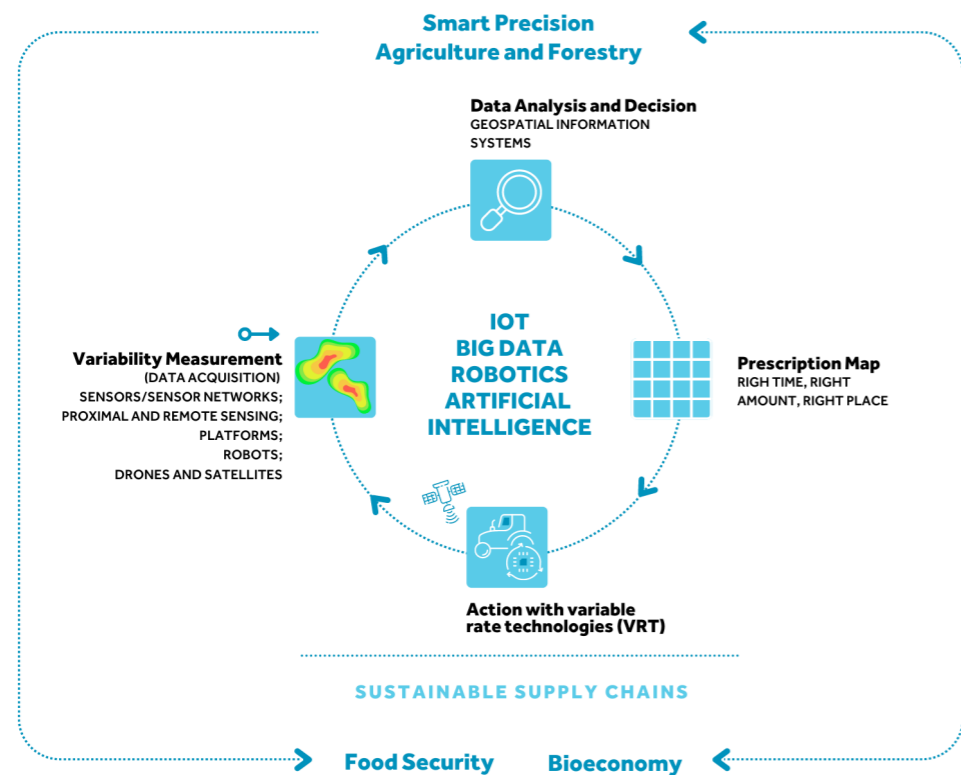 Smart Precision
Agriculture and Forestry
Data Analysis and Decision
GEOSPATIAL INFORMATION
SYSTEMS
IOT
BIG DATA
ROBOTICS
ARTIFICIAL
INTELLIGENCE
Variability Measurement
(DATA ACQUISITION)
SENSORS/SENSOR NETWORKS;
PROXIMAL AND REMOTE SENSING;
PLATFORMS;
ROBOTS;
DRONES AND SATELLITES
Prescription Map
RIGH TIME, RIGHT
AMOUNT, RIGHT PLACE
Action with variable
rate technologies (VRT)
SUSTAINABLE SUPPLY CHAINS
Food Security
Bioeconomy